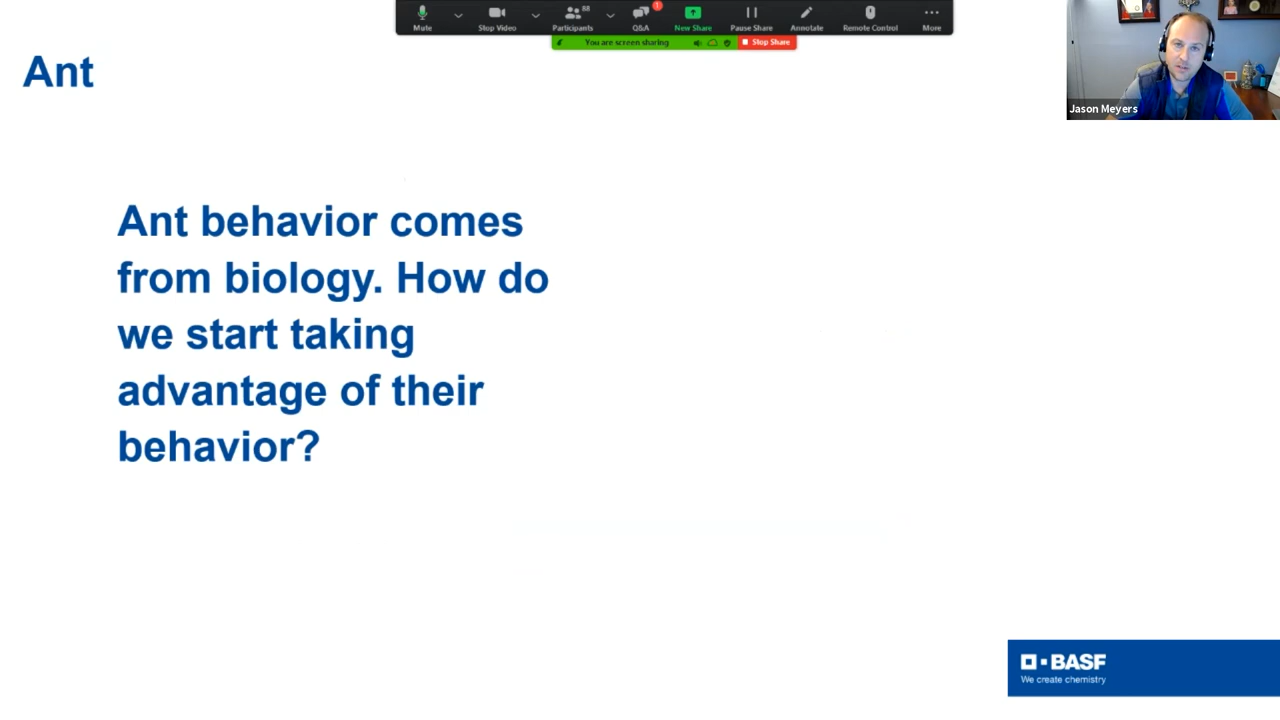 Mute
Stop Video
88
Participants
1
Q&A
New Share
Pause Share
Annotate
Remote Control
More
You are screen sharing
Stop Share
Jason Meyers
Ant
Ant behavior comes
from biology. How do
we start taking
advantage of their
behavior?
BASF
We create chemistry